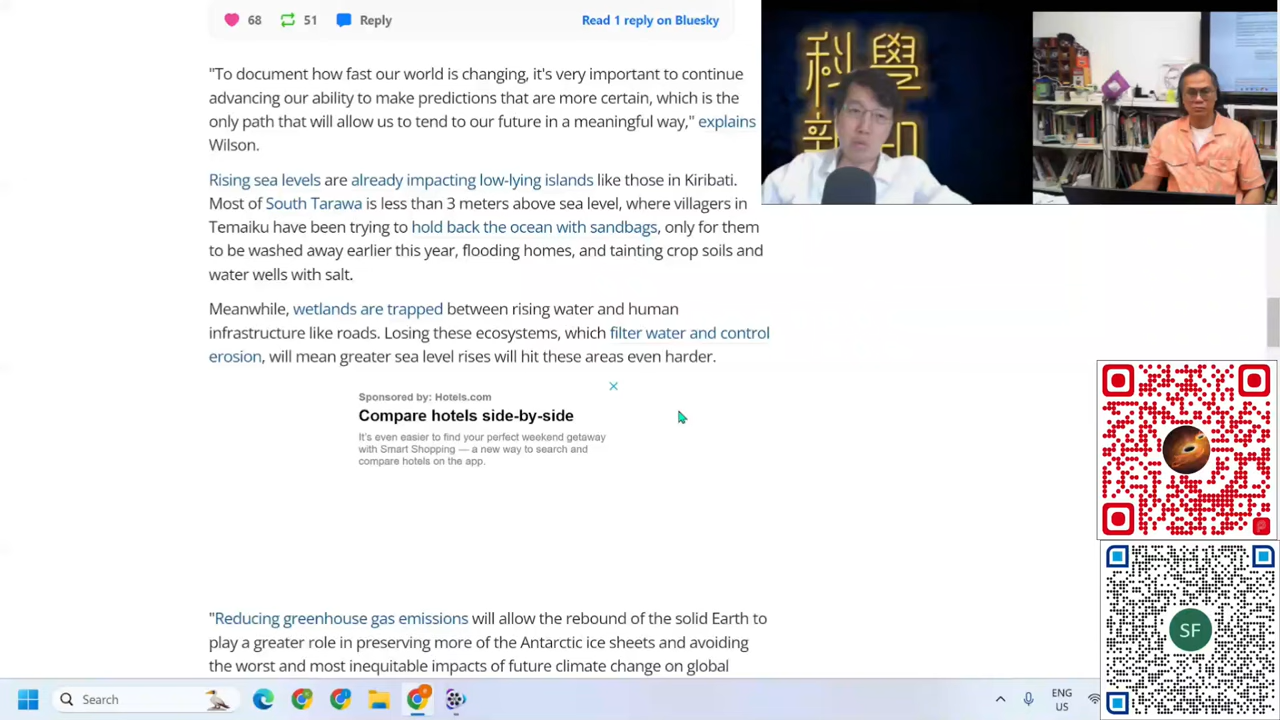 68 51 Reply Read 1 reply on Bluesky
"To document how fast our world is changing, it's very important to continue
advancing our ability to make predictions that are more certain, which is the
only path that will allow us to tend to our future in a meaningful way," explains
Wilson.
Rising sea levels are already impacting low-lying islands like those in Kiribati.
Most of South Tarawa is less than 3 meters above sea level, where villagers in
Temaiku have been trying to hold back the ocean with sandbags, only for them
to be washed away earlier this year, flooding homes, and tainting crop soils and
water wells with salt.
Meanwhile, wetlands are trapped between rising water and human
infrastructure like roads. Losing these ecosystems, which filter water and control
erosion, will mean greater sea level rises will hit these areas even harder.
Sponsored by: Hotels.com
Compare hotels side-by-side
It's even easier to find your perfect weekend getaway
with Smart Shopping — a new way to search and
compare hotels on the app.
"Reducing greenhouse gas emissions will allow the rebound of the solid Earth to
play a greater role in preserving more of the Antarctic ice sheets and avoiding
the worst and most inequitable impacts of future climate change on global
科學
SF
Search
ENG
US